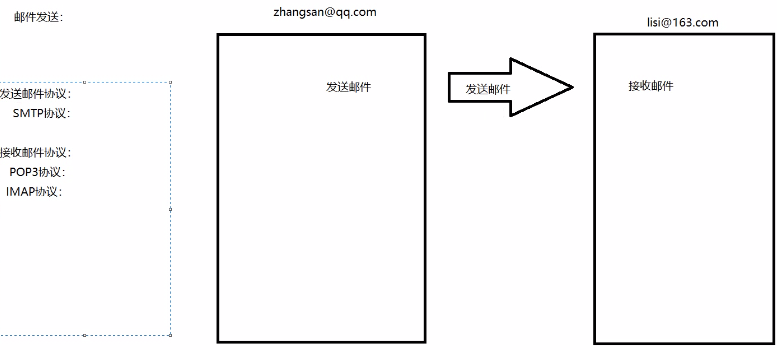 邮件发送：
发送邮件协议：
SMTP协议：
接收邮件协议：
POP3协议：
IMAP协议：
zhangsan@qq.com
发送邮件
发送邮件
lisi@163.com
接收邮件